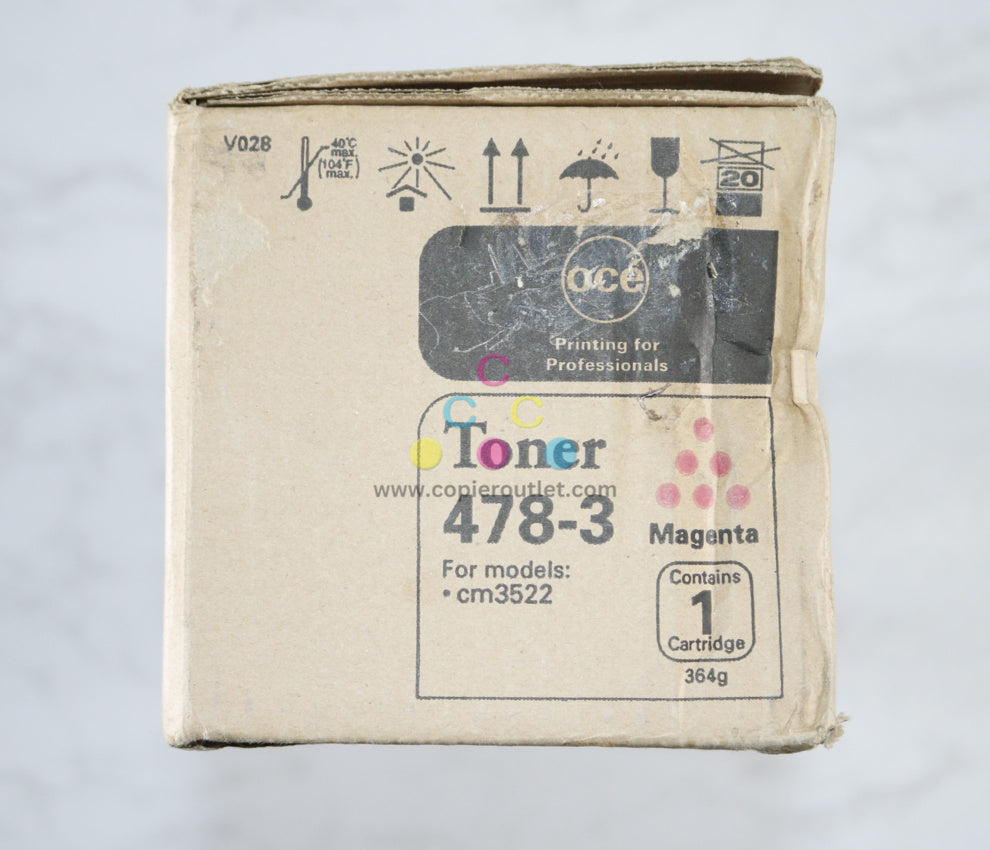 V028
40°C
max.
(104°F
max.)
20
océ
Printing for
Professionals
C
C C
Toner
www.copieroutlet.com
478-3
Magenta
For models:
• cm3522
Contains
1
Cartridge
364g